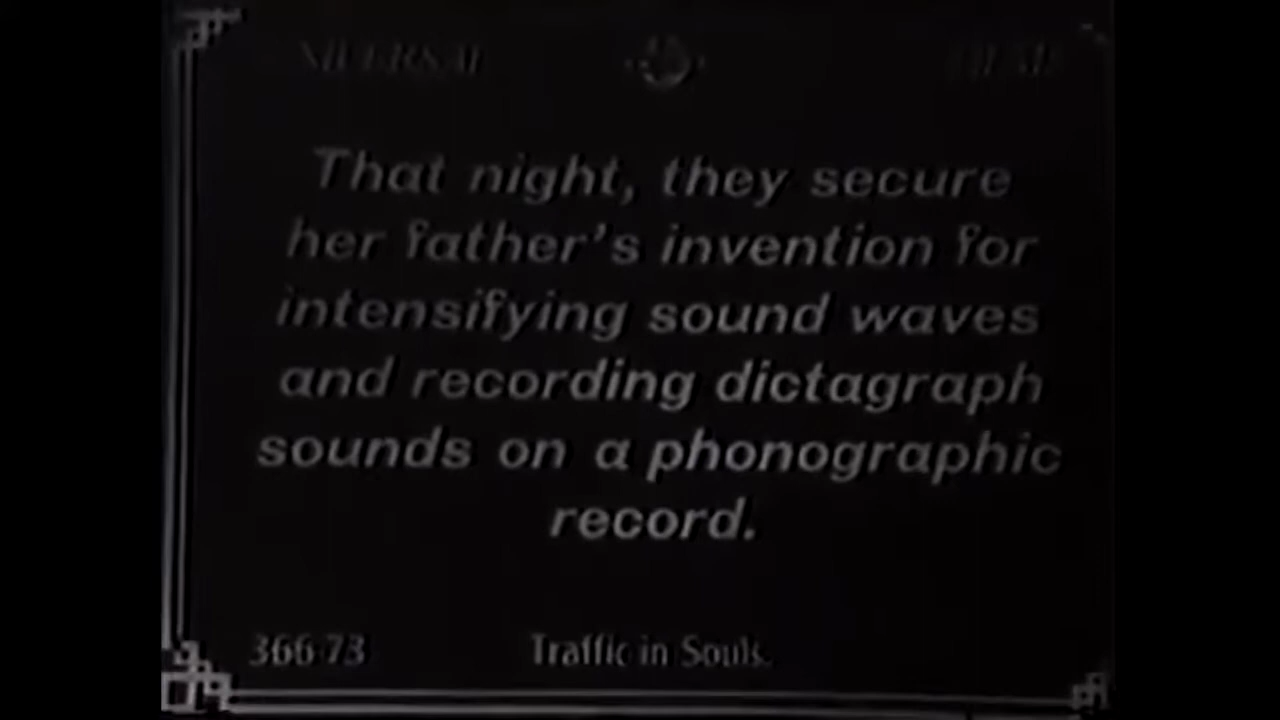 That night, they secure
her father's invention for
intensifying sound waves
and recording dictagraph
sounds on a phonographic
record.
366 73 Traffic in Souls.